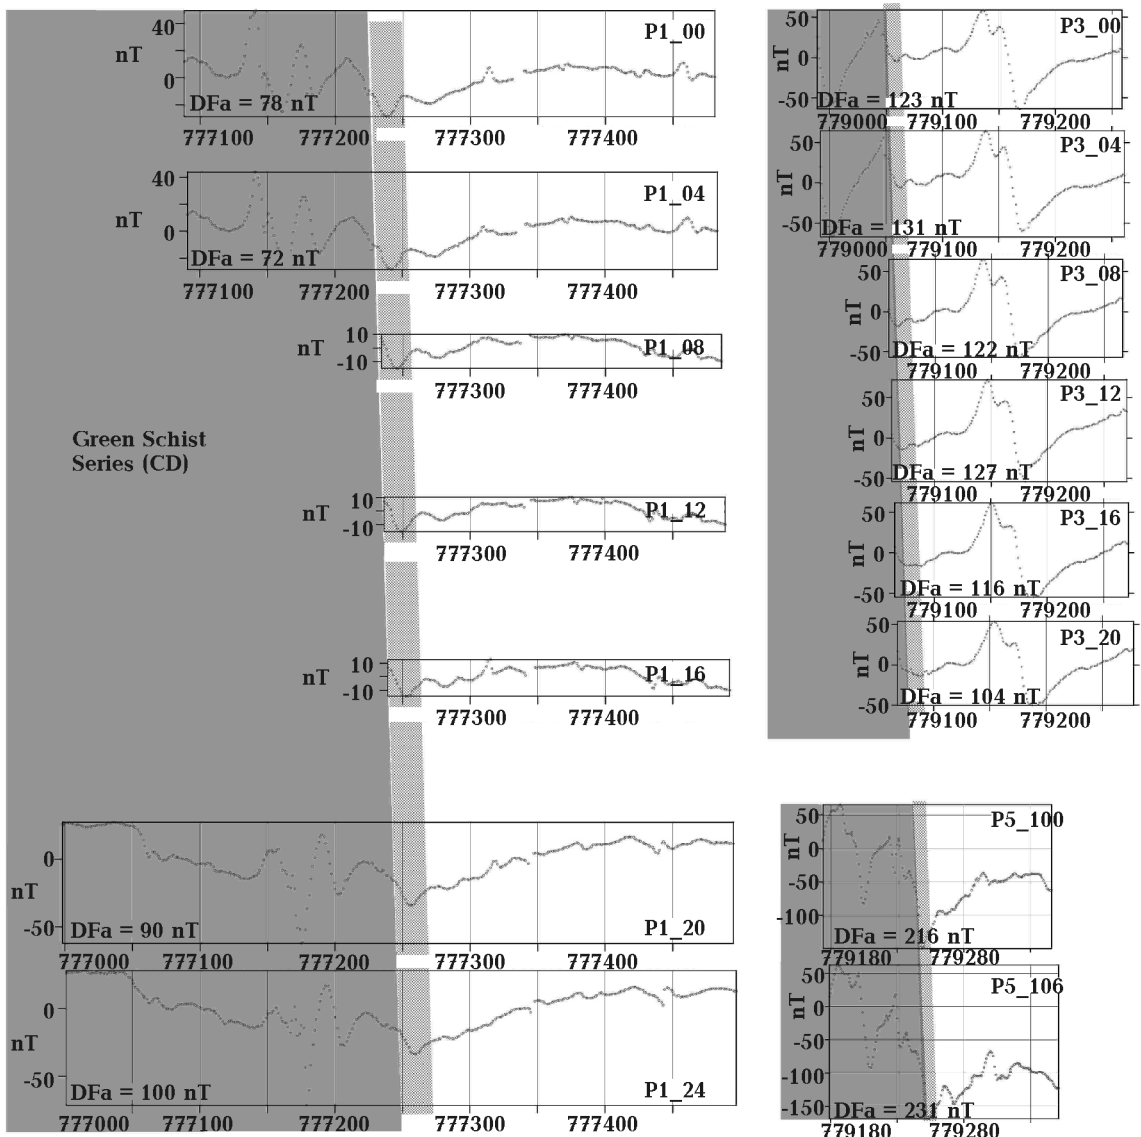 40
nT
0
P1_00
DFa = 78 nT
777100 777200 777300 777400
40
nT
0
P1_04
DFa = 72 nT
777100 777200 777300 777400
10
nT
-10
P1_08
777300 777400
Green Schist
Series (CD)
10
nT
-10
P1_12
777300 777400
10
nT
-10
P1_16
777300 777400
0
nT
-50
DFa = 90 nT
P1_20
777000 777100 777200 777300 777400
0
nT
-50
DFa = 100 nT
P1_24
777000 777100 777200 777300 777400
50
nT
0
-50
P3_00
DFa = 123 nT
779000 779100 779200
50
nT
0
-50
P3_04
DFa = 131 nT
779000 779100 779200
50
nT
0
-50
P3_08
DFa = 122 nT
779100 779200
50
nT
0
-50
P3_12
DFa = 127 nT
779100 779200
50
nT
0
-50
P3_16
DFa = 116 nT
779100 779200
50
nT
0
-50
P3_20
DFa = 104 nT
779100 779200
50
nT
0
-50
-100
P5_100
DFa = 216 nT
779180 779280
50
nT
0
-50
-100
-150
P5_106
DFa = 231 nT
779180 779280